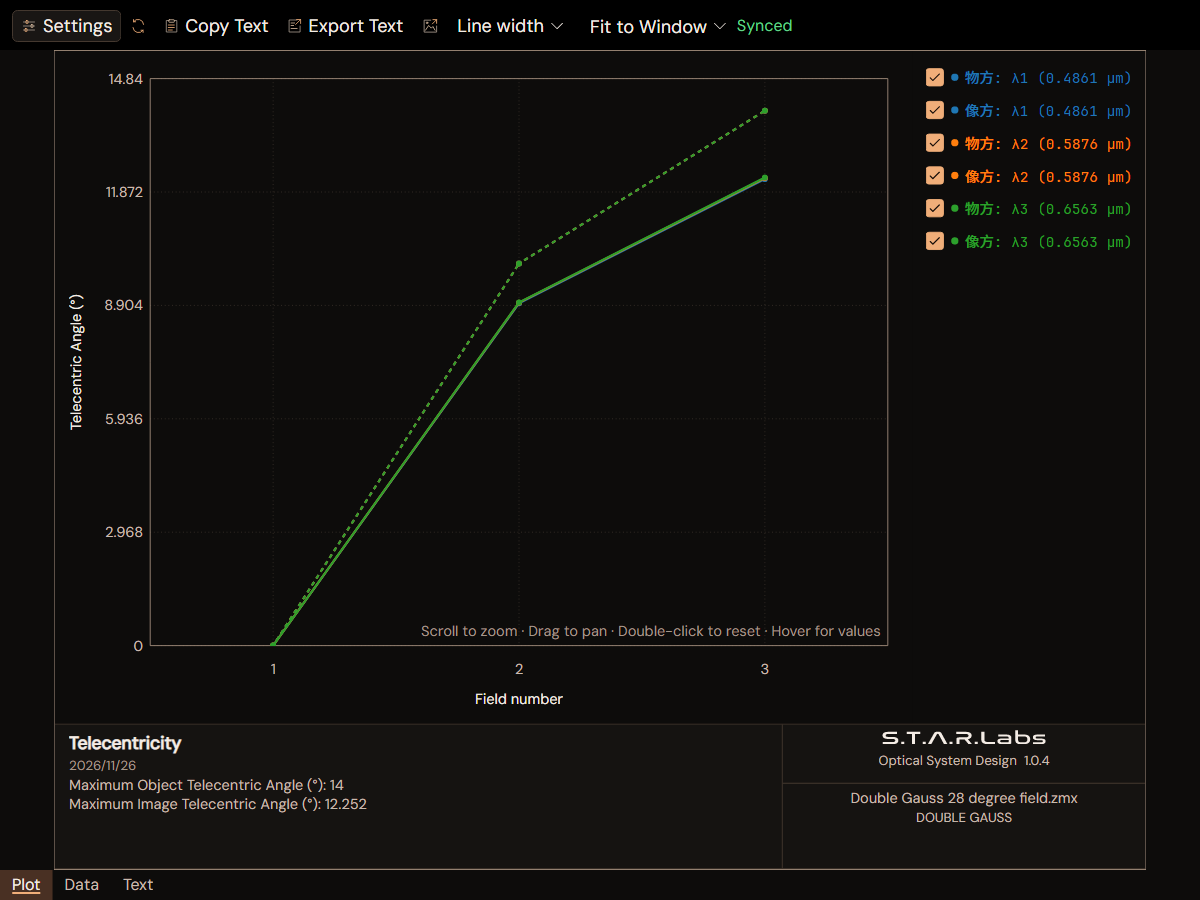 Settings
Copy Text
Export Text
Line width
Fit to Window
Synced
14.84
11.872
8.904
5.936
2.968
0
Telecentric Angle (°)
Scroll to zoom · Drag to pan · Double-click to reset · Hover for values
1
2
3
Field number
物方: λ1 (0.4861 μm)
像方: λ1 (0.4861 μm)
物方: λ2 (0.5876 μm)
像方: λ2 (0.5876 μm)
物方: λ3 (0.6563 μm)
像方: λ3 (0.6563 μm)
Telecentricity
2026/11/26
Maximum Object Telecentric Angle (°): 14
Maximum Image Telecentric Angle (°): 12.252
S.T.A.R.Labs
Optical System Design 1.0.4
Double Gauss 28 degree field.zmx
DOUBLE GAUSS
Plot
Data
Text